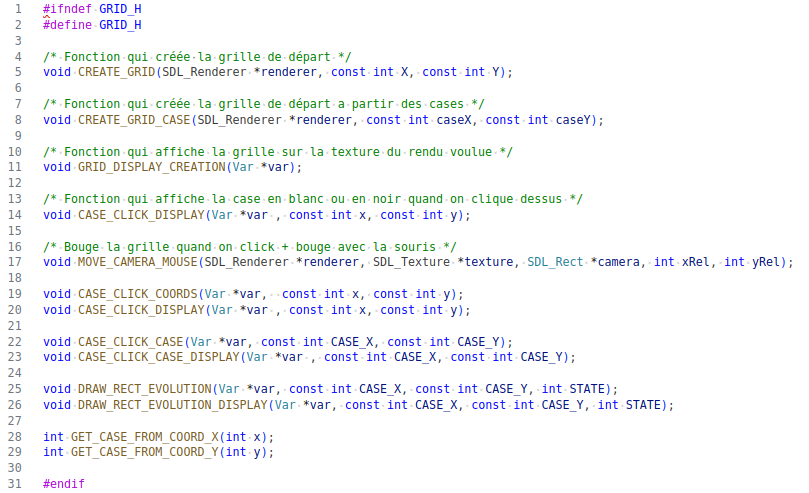 1 #ifndef GRID_H
2 #define GRID_H
3
4 /* Fonction qui créée la grille de départ */
5 void CREATE_GRID(SDL_Renderer *renderer, const int X, const int Y);
6
7 /* Fonction qui créée la grille de départ a partir des cases */
8 void CREATE_GRID_CASE(SDL_Renderer *renderer, const int caseX, const int caseY);
9
10 /* Fonction qui affiche la grille sur la texture du rendu voulue */
11 void GRID_DISPLAY_CREATION(Var *var);
12
13 /* Fonction qui affiche la case en blanc ou en noir quand on clique dessus */
14 void CASE_CLICK_DISPLAY(Var *var , const int x, const int y);
15
16 /* Bouge la grille quand on click + bouge avec la souris */
17 void MOVE_CAMERA_MOUSE(SDL_Renderer *renderer, SDL_Texture *texture, SDL_Rect *camera, int xRel, int yRel);
18
19 void CASE_CLICK_COORDS(Var *var,  const int x, const int y);
20 void CASE_CLICK_DISPLAY(Var *var , const int x, const int y);
21
22 void CASE_CLICK_CASE(Var *var, const int CASE_X, const int CASE_Y);
23 void CASE_CLICK_CASE_DISPLAY(Var *var , const int CASE_X, const int CASE_Y);
24
25 void DRAW_RECT_EVOLUTION(Var *var, const int CASE_X, const int CASE_Y, int STATE);
26 void DRAW_RECT_EVOLUTION_DISPLAY(Var *var, const int CASE_X, const int CASE_Y, int STATE);
27
28 int GET_CASE_FROM_COORD_X(int x);
29 int GET_CASE_FROM_COORD_Y(int y);
30
31 #endif